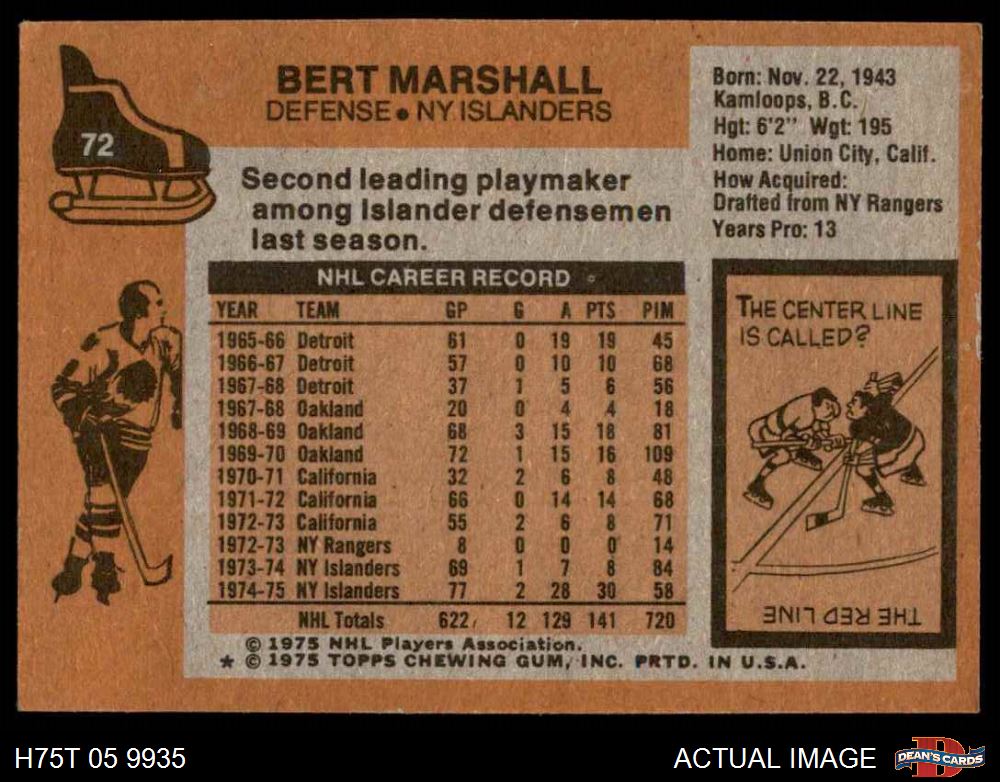 72
BERT MARSHALL
DEFENSE • NY ISLANDERS
Second leading playmaker
among Islander defensemen
last season.
Born: Nov. 22, 1943
Kamloops, B.C.
Hgt: 6'2" Wgt: 195
Home: Union City, Calif.
How Acquired:
Drafted from NY Rangers
Years Pro: 13
NHL CAREER RECORD
YEAR TEAM GP G A PTS PIM
1965-66 Detroit 61 0 19 19 45
1966-67 Detroit 57 0 10 10 68
1967-68 Detroit 37 1 5 6 56
1967-68 Oakland 20 0 4 4 18
1968-69 Oakland 68 3 15 18 81
1969-70 Oakland 72 1 15 16 109
1970-71 California 32 2 6 8 48
1971-72 California 66 0 14 14 68
1972-73 California 55 2 6 8 71
1972-73 NY Rangers 8 0 0 0 14
1973-74 NY Islanders 69 1 7 8 84
1974-75 NY Islanders 77 2 28 30 58
NHL Totals 622 12 129 141 720
© 1975 NHL Players Association.
* © 1975 TOPPS CHEWING GUM, INC. PRTD. IN U.S.A.
THE CENTER LINE
IS CALLED?
THE RED LINE
H75T 05 9935
ACTUAL IMAGE
DEAN'S CARDS